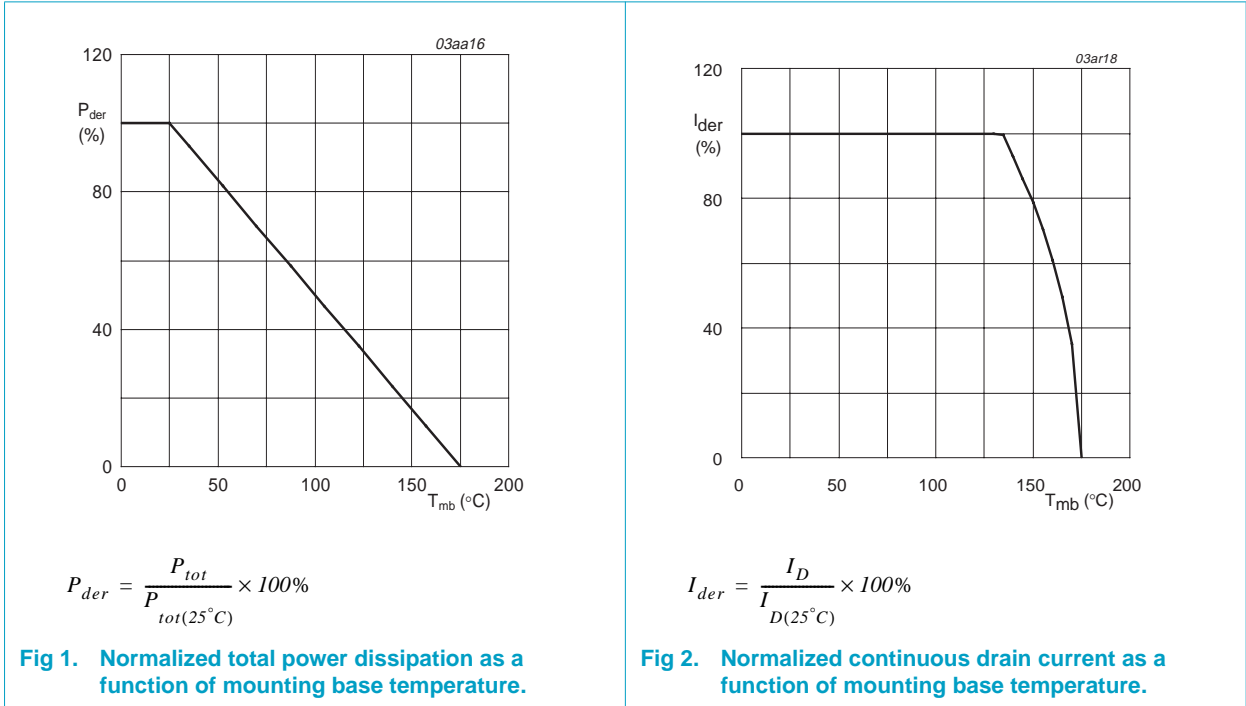 03aa16
120
P_der
(%)
80
40
0
0 50 100 150 200
T_mb (°C)
P_der = P_tot / P_tot(25°C) × 100%
Fig 1. Normalized total power dissipation as a
function of mounting base temperature.
03ar18
120
I_der
(%)
80
40
0
0 50 100 150 200
T_mb (°C)
I_der = I_D / I_D(25°C) × 100%
Fig 2. Normalized continuous drain current as a
function of mounting base temperature.